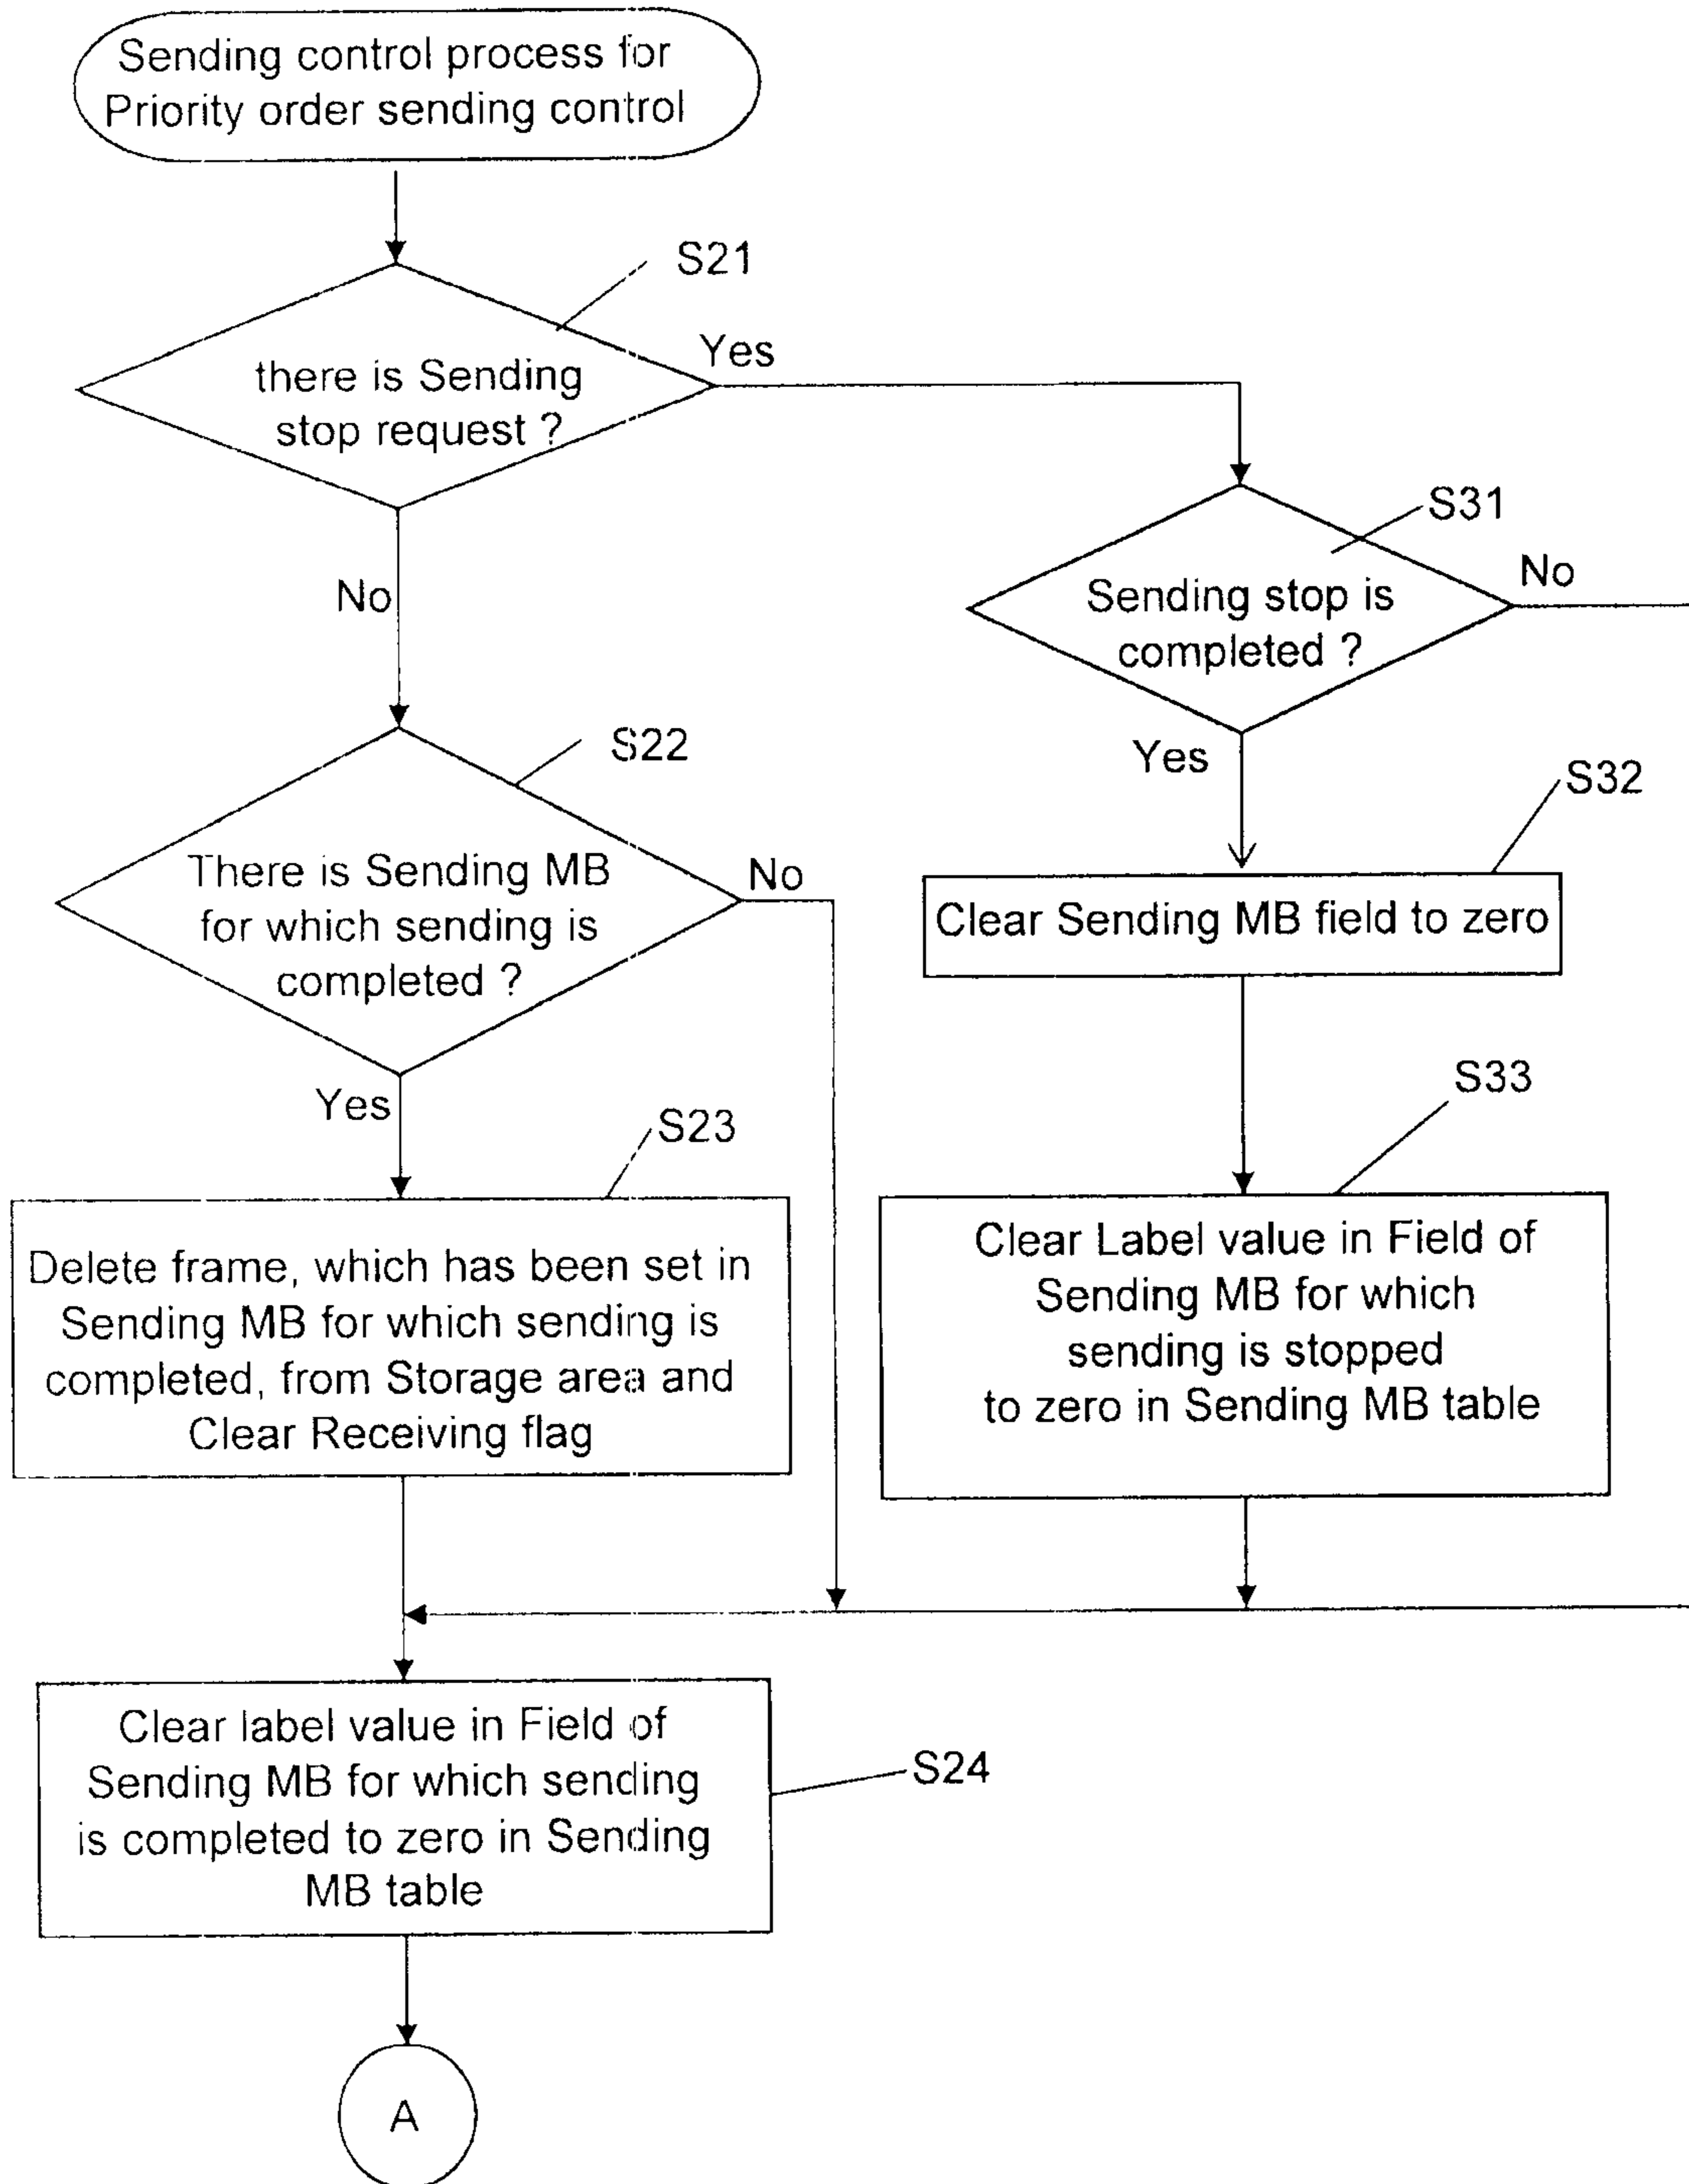 Sending control process for
Priority order sending control
S21
there is Sending
stop request ?
Yes
No
S31
Sending stop is
completed ?
No
Yes
S22
There is Sending MB
for which sending is
completed ?
No
Yes
S32
Clear Sending MB field to zero
S33
Clear Label value in Field of
Sending MB for which
sending is stopped
to zero in Sending MB table
S23
Delete frame, which has been set in
Sending MB for which sending is
completed, from Storage area and
Clear Receiving flag
Clear label value in Field of
Sending MB for which sending
is completed to zero in Sending
MB table
S24
A